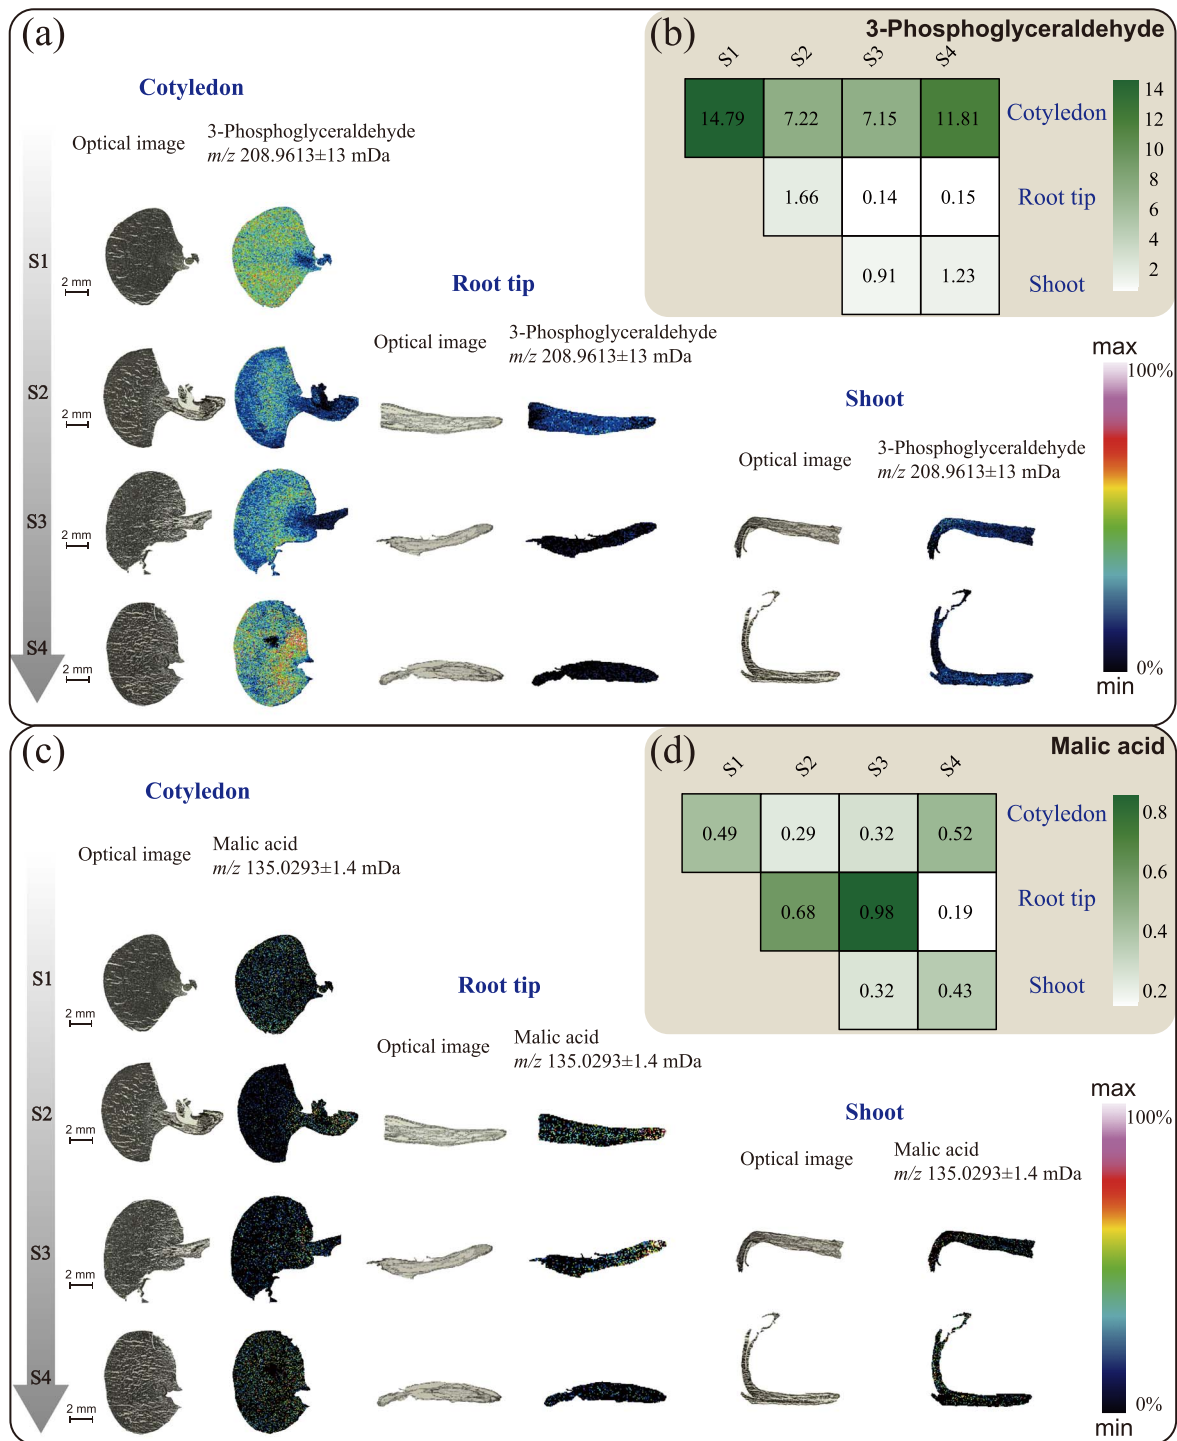 (a)
Cotyledon
Optical image
3-Phosphoglyceraldehyde
m/z 208.9613±13 mDa
S1
2 mm
S2
2 mm
S3
2 mm
S4
2 mm
Root tip
Optical image
3-Phosphoglyceraldehyde
m/z 208.9613±13 mDa
Shoot
Optical image
3-Phosphoglyceraldehyde
m/z 208.9613±13 mDa
max
100%
0%
min
(b)
3-Phosphoglyceraldehyde
S1 S2 S3 S4
14.79 7.22 7.15 11.81 Cotyledon
1.66 0.14 0.15 Root tip
0.91 1.23 Shoot
14
12
10
8
6
4
2
(c)
Cotyledon
Optical image
Malic acid
m/z 135.0293±1.4 mDa
S1
2 mm
S2
2 mm
S3
2 mm
S4
2 mm
Root tip
Optical image
Malic acid
m/z 135.0293±1.4 mDa
Shoot
Optical image
Malic acid
m/z 135.0293±1.4 mDa
max
100%
0%
min
(d)
Malic acid
S1 S2 S3 S4
0.49 0.29 0.32 0.52 Cotyledon
0.68 0.98 0.19 Root tip
0.32 0.43 Shoot
0.8
0.6
0.4
0.2